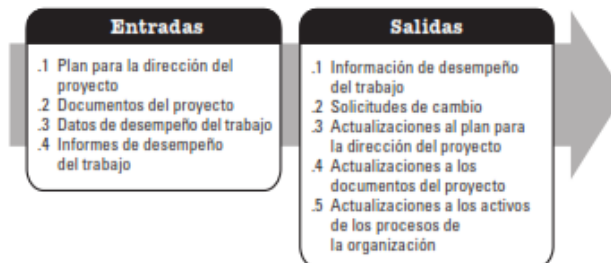 Entradas
.1 Plan para la dirección del
proyecto
.2 Documentos del proyecto
.3 Datos de desempeño del trabajo
.4 Informes de desempeño
del trabajo
Salidas
.1 Información de desempeño
del trabajo
.2 Solicitudes de cambio
.3 Actualizaciones al plan para
la dirección del proyecto
.4 Actualizaciones a los
documentos del proyecto
.5 Actualizaciones a los activos
de los procesos de
la organización